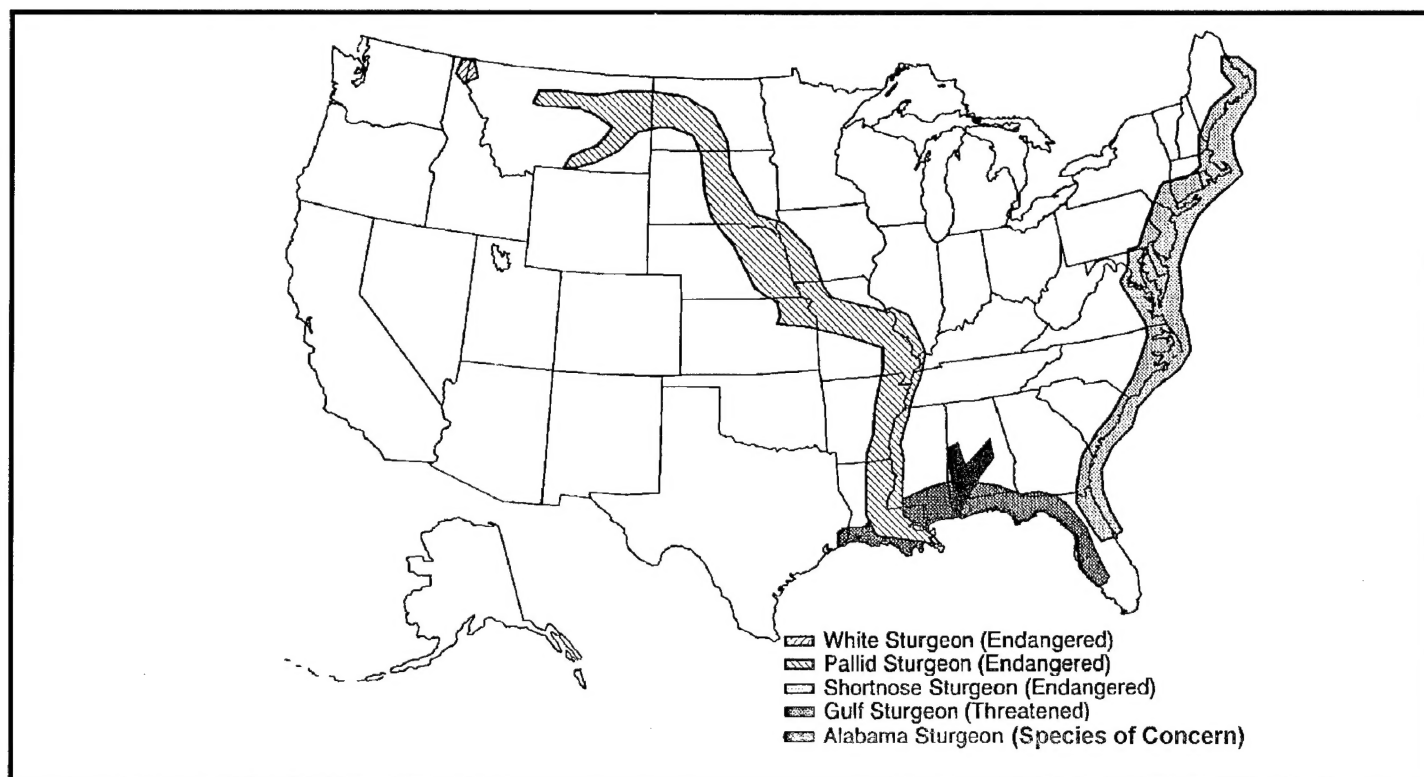 White Sturgeon (Endangered)
Pallid Sturgeon (Endangered)
Shortnose Sturgeon (Endangered)
Gulf Sturgeon (Threatened)
Alabama Sturgeon (Species of Concern)